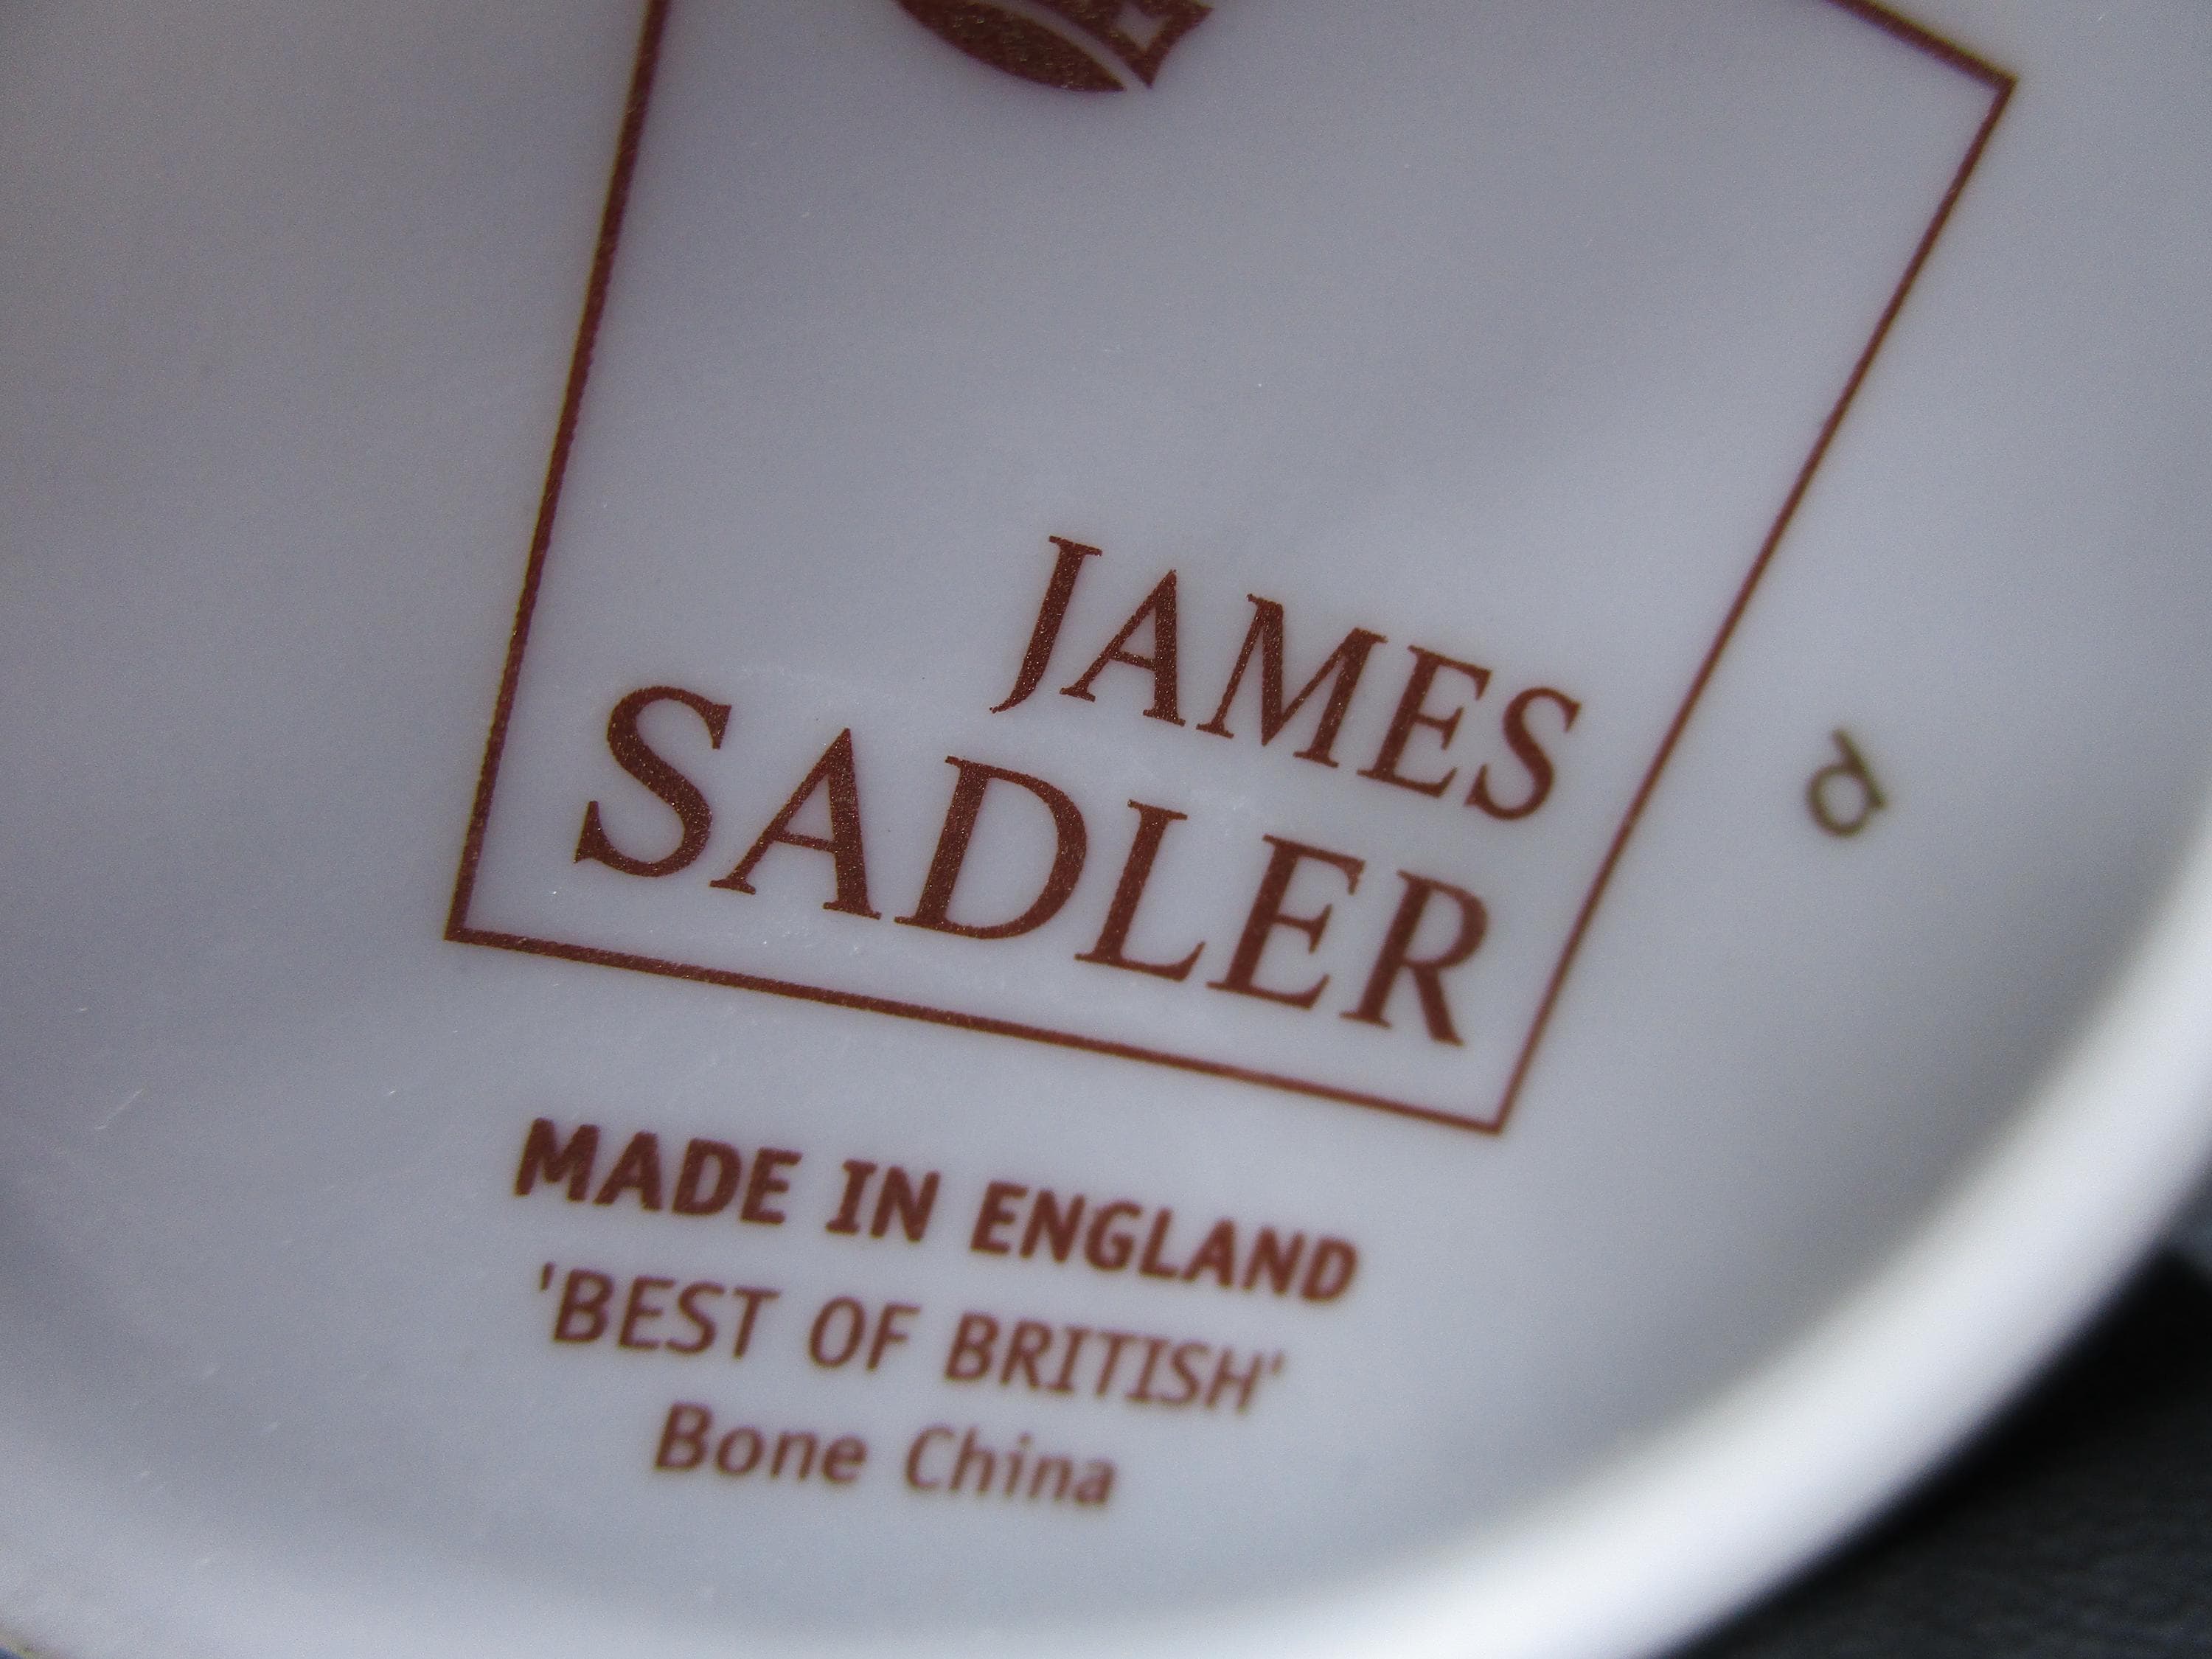 JAMES
SADLER
MADE IN ENGLAND
'BEST OF BRITISH'
Bone China
d